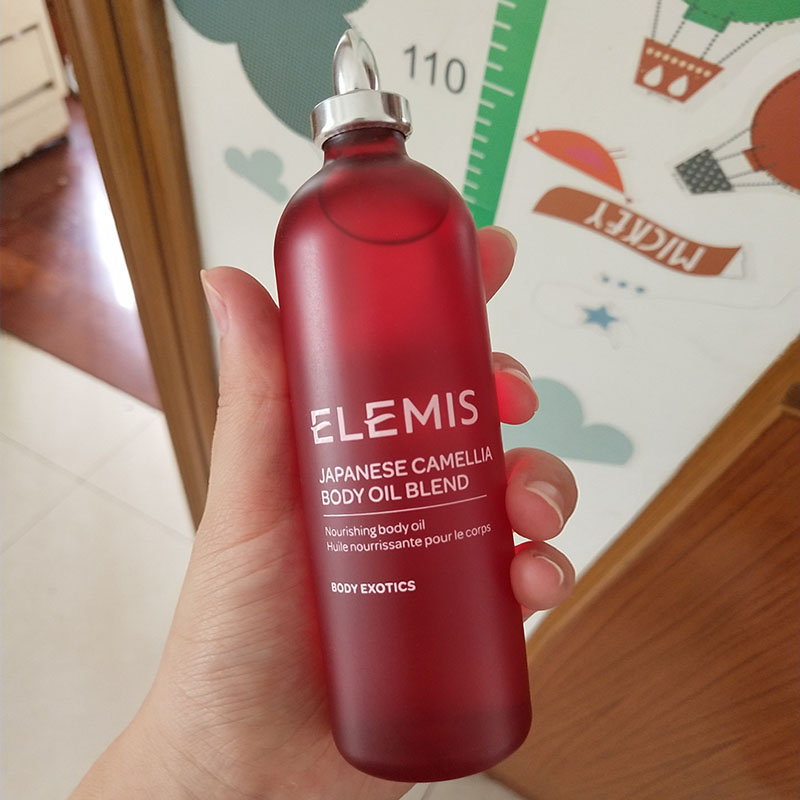 110
MICKEY
ELEMIS
JAPANESE CAMELLIA
BODY OIL BLEND
Nourishing body oil
Huile nourrissante pour le corps
BODY EXOTICS